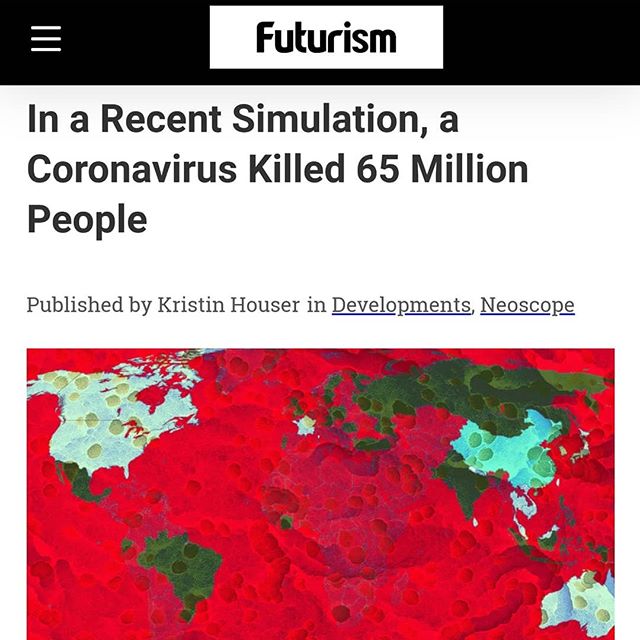 Futurism
In a Recent Simulation, a
Coronavirus Killed 65 Million
People
Published by Kristin Houser in Developments, Neoscope